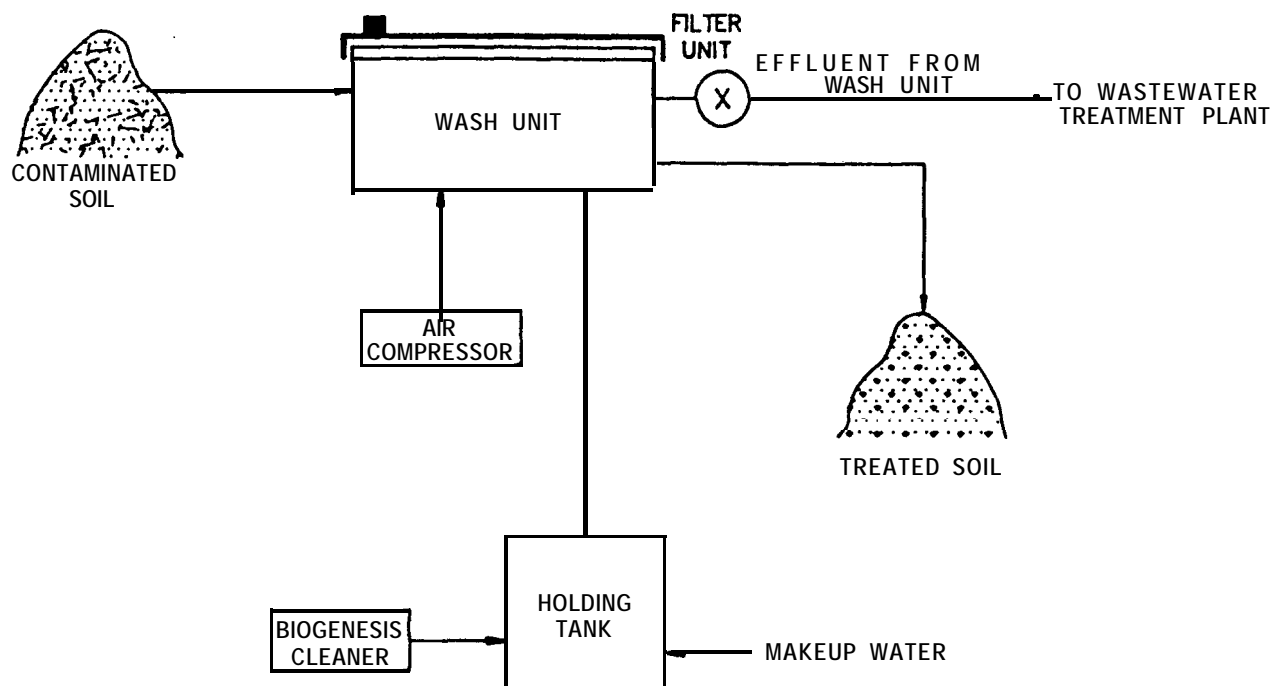 FILTER
UNIT
EFFLUENT FROM
WASH UNIT
TO WASTEWATER
TREATMENT PLANT
WASH UNIT
X
CONTAMINATED
SOIL
AIR
COMPRESSOR
TREATED SOIL
HOLDING
TANK
BIOGENESIS
CLEANER
MAKEUP WATER